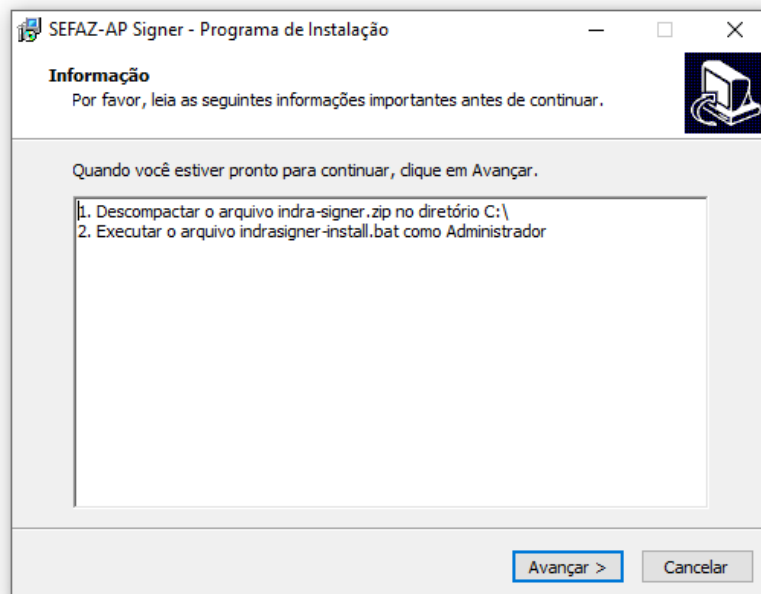 SEFAZ-AP Signer - Programa de Instalação
Informação
Por favor, leia as seguintes informações importantes antes de continuar.
Quando você estiver pronto para continuar, clique em Avançar.
1. Descompactar o arquivo indra-signer.zip no diretório C:\
2. Executar o arquivo indrasigner-install.bat como Administrador
Avançar >
Cancelar